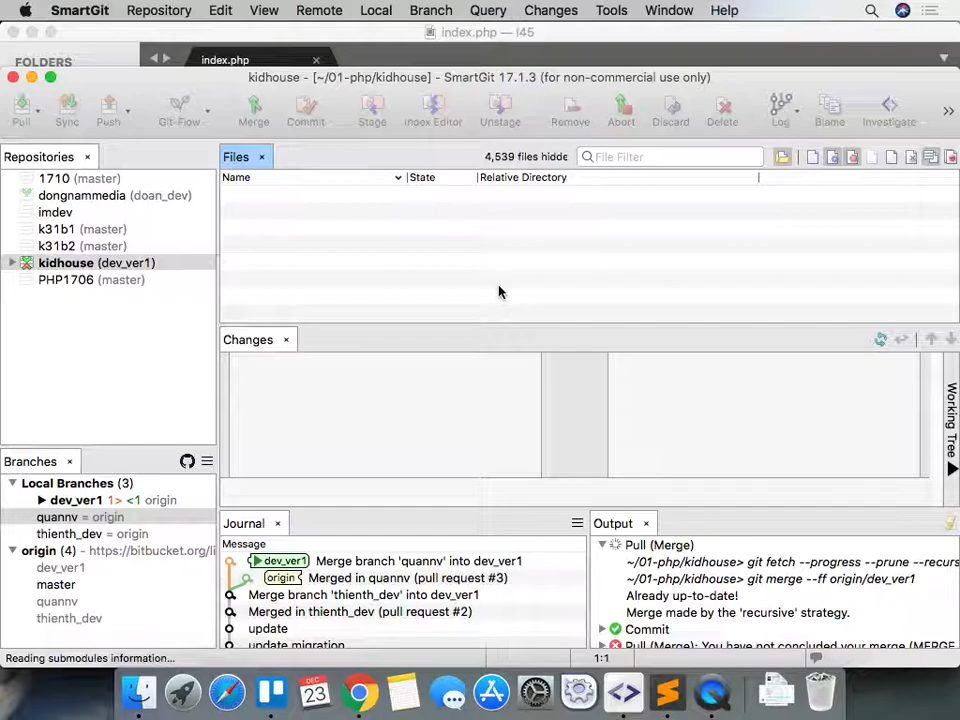 SmartGit Repository Edit View Remote Local Branch Query Changes Tools Window Help
index.php — I45
FOLDERS
index.php
kidhouse - [~/01-php/kidhouse] - SmartGit 17.1.3 (for non-commercial use only)
Pull Sync Push Git-Flow Merge Commit Stage Index Editor Unstage Remove Abort Discard Delete Log Blame Investigate
Repositories
Files
4,539 files hidde
File Filter
Name State Relative Directory
1710 (master)
dongnammedia (doan_dev)
imdev
k31b1 (master)
k31b2 (master)
kidhouse (dev_ver1)
PHP1706 (master)
Changes
Working Tree
Branches
Local Branches (3)
dev_ver1 1> <1 origin
quannv = origin
thienth_dev = origin
origin (4) - https://bitbucket.org/li
dev_ver1
master
quannv
thienth_dev
Journal
Message
dev_ver1 Merge branch 'quannv' into dev_ver1
origin Merged in quannv (pull request #3)
Merge branch 'thienth_dev' into dev_ver1
Merged in thienth_dev (pull request #2)
update
update migration
Output
Pull (Merge)
~/01-php/kidhouse> git fetch --progress --prune --recurs
~/01-php/kidhouse> git merge --ff origin/dev_ver1
Already up-to-date!
Merge made by the 'recursive' strategy.
Commit
Pull (Merge): You have not concluded your merge (MERGE
Reading submodules information...
1:1
DEC
23